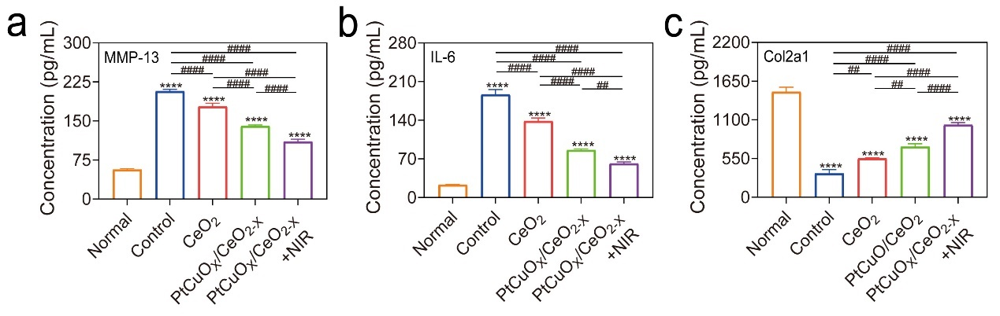 a
Concentration (pg/mL)
300
225
150
75
0
MMP-13
####
####
####
####
####
####
****
****
****
****
Normal
Control
CeO₂
PtCuOₓ/CeO₂₋ₓ
PtCuOₓ/CeO₂₋ₓ
+NIR
b
Concentration (pg/mL)
280
210
140
70
0
IL-6
####
####
####
####
####
##
****
****
****
****
Normal
Control
CeO₂
PtCuOₓ/CeO₂₋ₓ
PtCuOₓ/CeO₂₋ₓ
+NIR
c
Concentration (pg/mL)
2200
1650
1100
550
0
Col2a1
####
####
##
####
##
####
****
****
****
****
Normal
Control
CeO₂
PtCuO/CeO₂
PtCuOₓ/CeO₂₋ₓ
+NIR